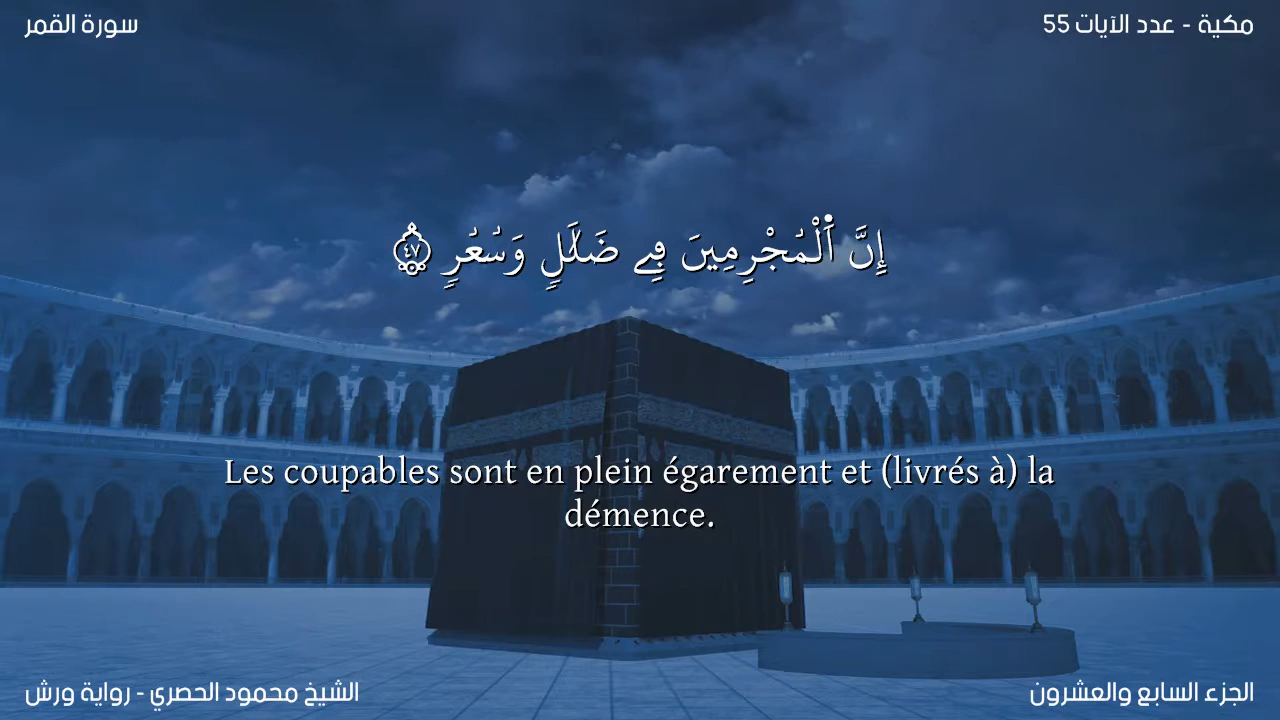 مكية - عدد الآيات 55
سورة القمر
إِنَّ اَ۬لْمُجْرِمِينَ فِے ضَلَٰلٖ وَسُعُرٖ ٤٧
Les coupables sont en plein égarement et (livrés à) la
démence.
الجزء السابع والعشرون
الشيخ محمود الحصري - رواية ورش